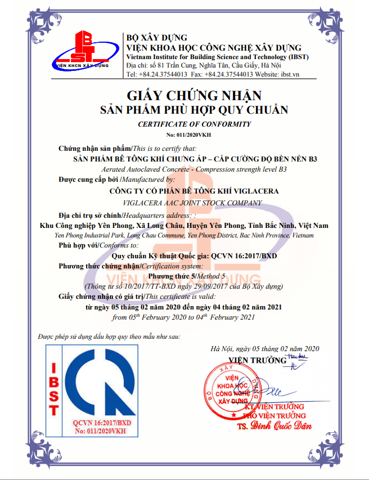 BỘ XÂY DỰNG
VIỆN KHOA HỌC CÔNG NGHỆ XÂY DỰNG
Vietnam Institute for Building Science and Technology (IBST)
Địa chỉ: số 81 Trần Cung, Nghĩa Tân, Cầu Giấy, Hà Nội
Tel: +84.24.37544013 Fax: +84.24.37544013 Website: ibst.vn
IBST
VIỆN KHCN XÂY DỰNG
GIẤY CHỨNG NHẬN
SẢN PHẨM PHÙ HỢP QUY CHUẨN
CERTIFICATE OF CONFORMITY
No: 011/2020VKH
Chứng nhận sản phẩm/This is to certify that:
SẢN PHẨM BÊ TÔNG KHÍ CHƯNG ÁP – CẤP CƯỜNG ĐỘ BỀN NÉN B3
Aerated Autoclaved Concrete - Compression strength level B3
Được cung cấp bởi /Manufactured by:
CÔNG TY CỔ PHẦN BÊ TÔNG KHÍ VIGLACERA
VIGLACERA AAC JOINT STOCK COMPANY
Địa chỉ trụ sở chính/Headquarters address:
Khu Công nghiệp Yên Phong, Xã Long Châu, Huyện Yên Phong, Tỉnh Bắc Ninh, Việt Nam
Yen Phong Industrial Park, Long Chau Commune, Yen Phong District, Bac Ninh Province, Vietnam
Phù hợp với/Conforms to:
Quy chuẩn Kỹ thuật Quốc gia: QCVN 16:2017/BXD
Phương thức chứng nhận/Certification system:
Phương thức 5/Method 5
(Thông tư số 10/2017/TT-BXD ngày 29/09/2017 của Bộ Xây dựng)
VIỆN KHCN XÂY DỰNG
Giấy chứng nhận có giá trị/This certificate is valid:
từ ngày 05 tháng 02 năm 2020 đến ngày 04 tháng 02 năm 2021
from 05th February 2020 to 04th February 2021
Được phép sử dụng dấu hợp quy theo mẫu như sau:
Hà Nội, ngày 05 tháng 02 năm 2020
VIỆN TRƯỞNG
IBST
QCVN 16:2017/BXD
No: 011/2020VKH
VIỆN
KHOA HỌC
CÔNG NGHỆ
XÂY DỰNG
KT.VIỆN TRƯỞNG
PHÓ VIỆN TRƯỞNG
TS. Đinh Quốc Dân